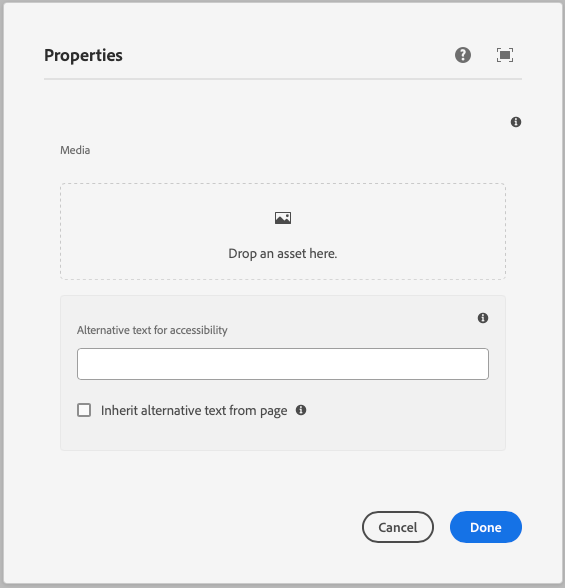 Properties
Media
Drop an asset here.
Alternative text for accessibility
Inherit alternative text from page
Cancel
Done